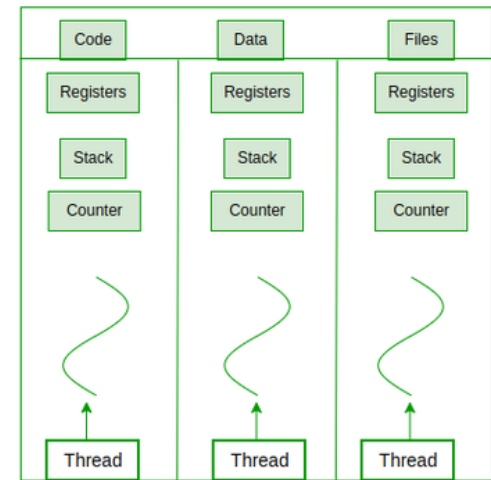 Code Data Files
Registers Registers Registers
Stack Stack Stack
Counter Counter Counter
Thread Thread Thread